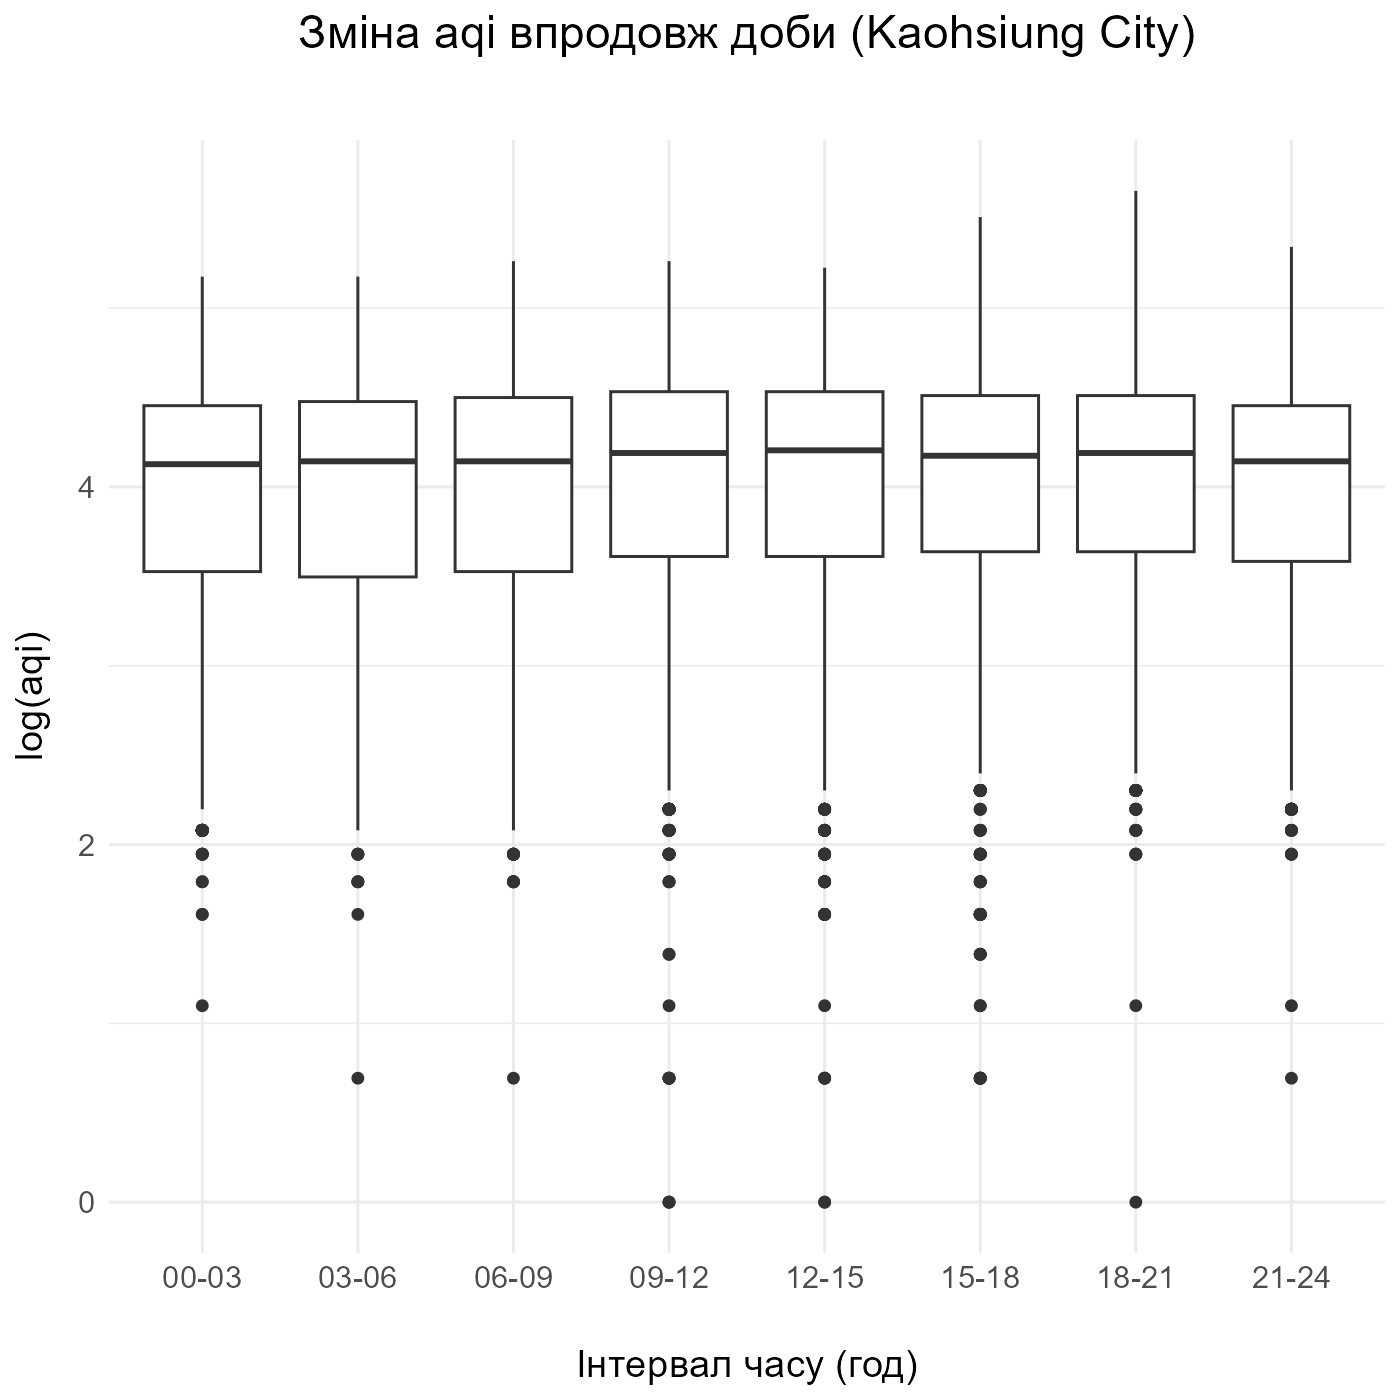 Зміна aqi впродовж доби (Kaohsiung City)
log(aqi)
4
2
0
00-03 03-06 06-09 09-12 12-15 15-18 18-21 21-24
Інтервал часу (год)